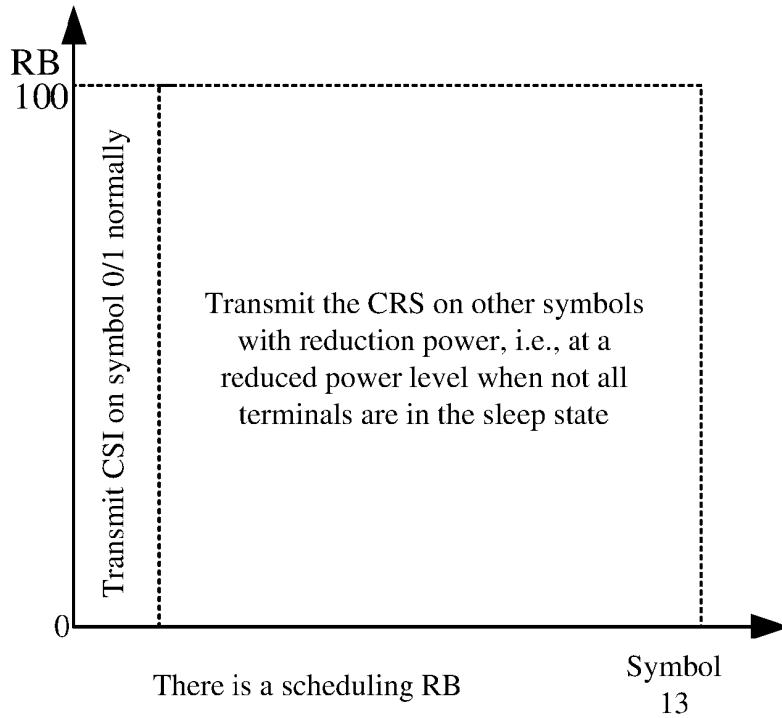 RB
100
Transmit CSI on symbol 0/1 normally
Transmit the CRS on other symbols
with reduction power, i.e., at a
reduced power level when not all
terminals are in the sleep state
0
Symbol
13
There is a scheduling RB